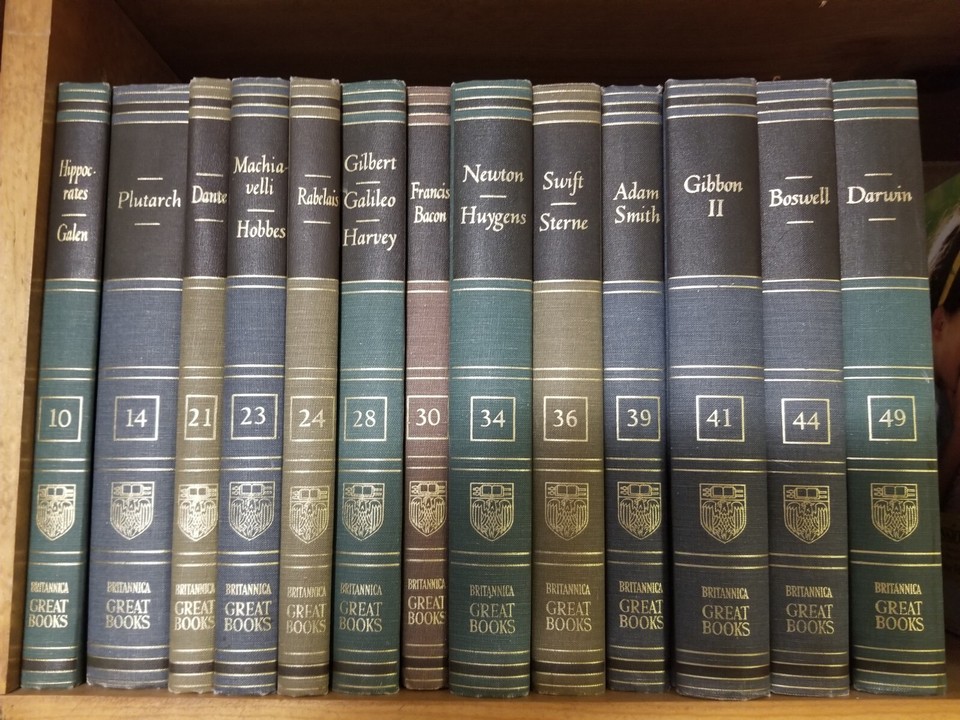 Hippoc-
rates
Galen
10
BRITANNICA
GREAT
BOOKS
Plutarch
14
BRITANNICA
GREAT
BOOKS
Dante
21
BRITANNICA
GREAT
BOOKS
Machia-
velli
Hobbes
23
BRITANNICA
GREAT
BOOKS
Rabelais
24
BRITANNICA
GREAT
BOOKS
Gilbert
Galileo
Harvey
28
BRITANNICA
GREAT
BOOKS
Francis
Bacon
30
BRITANNICA
GREAT
BOOKS
Newton
Huygens
34
BRITANNICA
GREAT
BOOKS
Swift
Sterne
36
BRITANNICA
GREAT
BOOKS
Adam
Smith
39
BRITANNICA
GREAT
BOOKS
Gibbon
II
41
BRITANNICA
GREAT
BOOKS
Boswell
44
BRITANNICA
GREAT
BOOKS
Darwin
49
BRITANNICA
GREAT
BOOKS